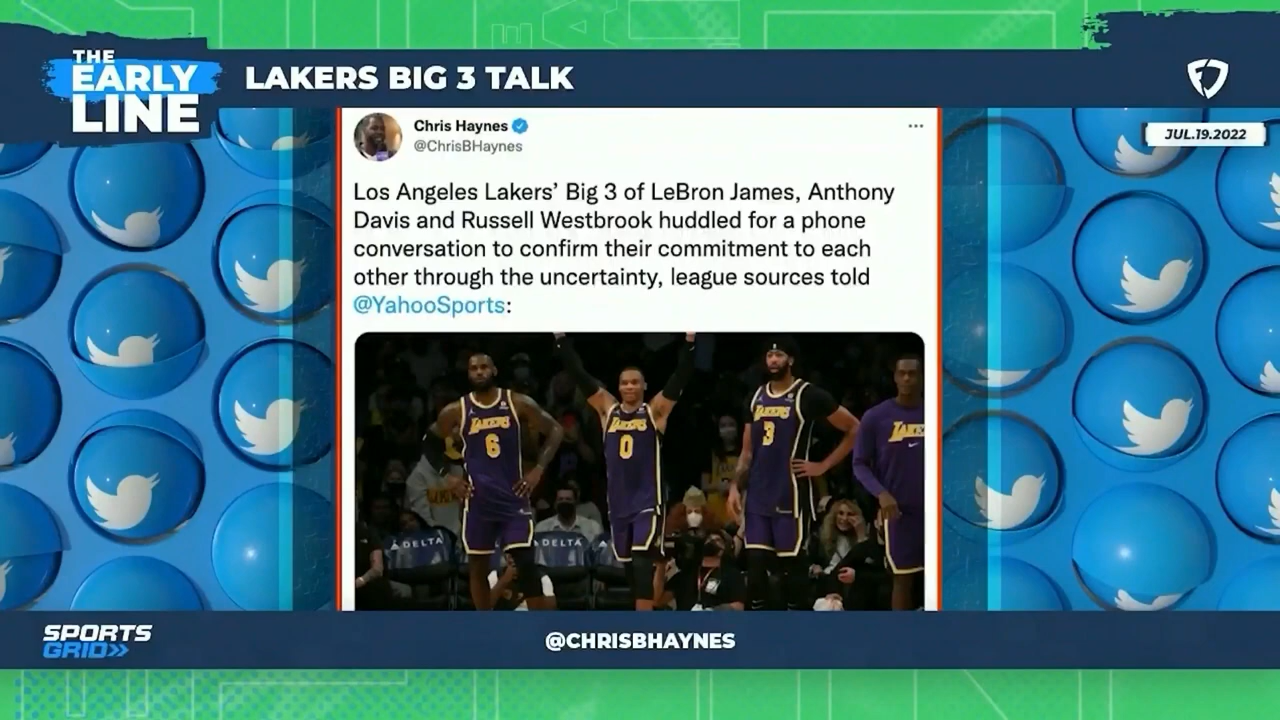 THE
EARLY
LINE
LAKERS BIG 3 TALK
JUL.19.2022
Chris Haynes
@ChrisBHaynes
Los Angeles Lakers’ Big 3 of LeBron James, Anthony
Davis and Russell Westbrook huddled for a phone
conversation to confirm their commitment to each
other through the uncertainty, league sources told
@YahooSports:
LAKERS
6
LAKERS
0
LAKERS
3
DELTA
DELTA
SPORTS
GRID
@CHRISBHAYNES